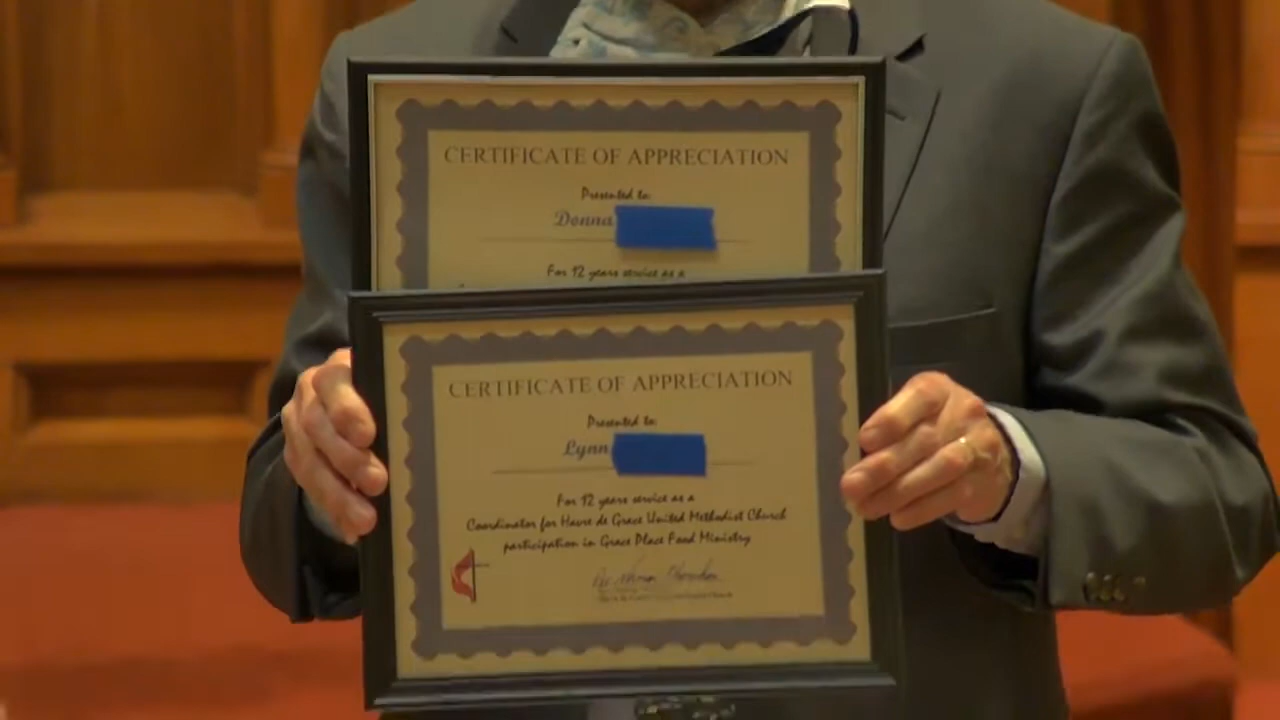 CERTIFICATE OF APPRECIATION
Presented to:
Donna
For 12 years service as a
CERTIFICATE OF APPRECIATION
Presented to:
Lynn
For 12 years service as a
Coordinator for Havre de Grace United Methodist Church
participation in Grace Place Food Ministry